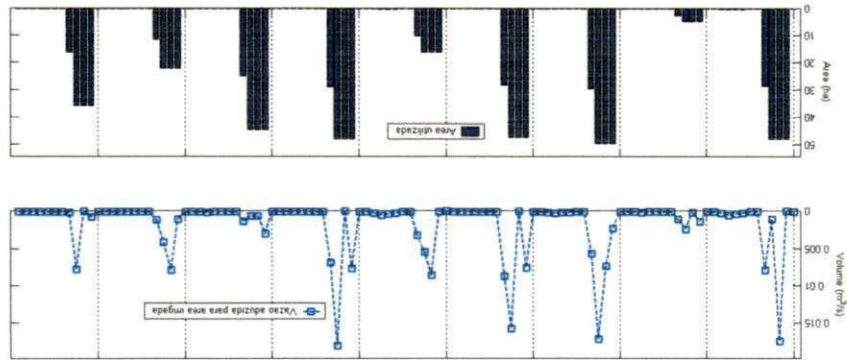 Volume (m³/s)
0.015
0.01
0.005
0
Vazao aduzida para area irrigada
Area (ha)
50
40
30
20
10
0
Area utilizada